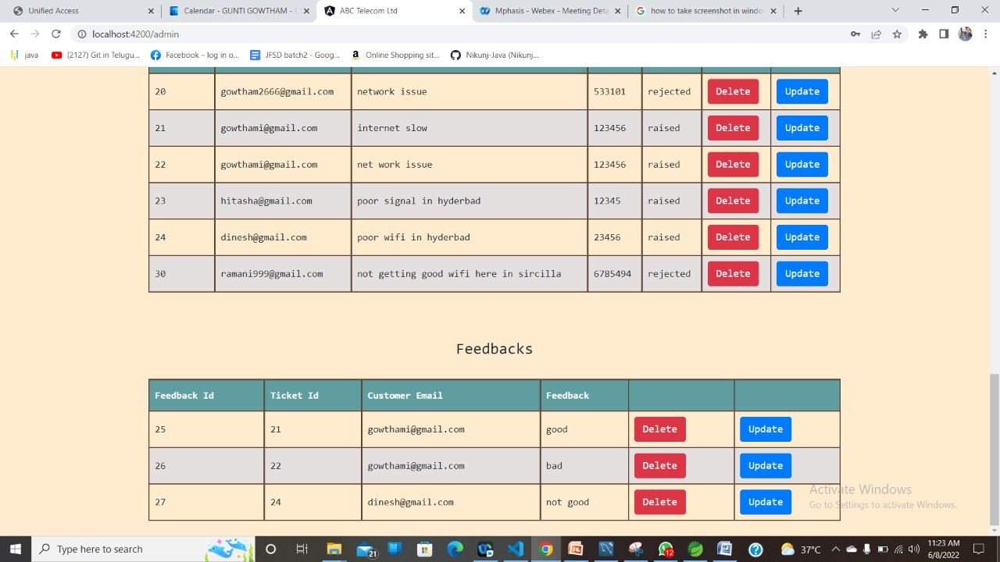 Unified Access
Calendar - GUNTI GOWTHAM - C
ABC Telecom Ltd
Mphasis - Webex - Meeting Deta
how to take screenshot in windo
localhost:4200/admin
java
(2127) Git in Telugu...
Facebook – log in o...
JFSD batch2 - Goog...
Online Shopping sit...
Nikunj-Java (Nikunj...
20 gowtham2666@gmail.com network issue 533101 rejected Delete Update
21 gowthami@gmail.com internet slow 123456 raised Delete Update
22 gowthami@gmail.com net work issue 123456 raised Delete Update
23 hitasha@gmail.com poor signal in hyderbad 12345 raised Delete Update
24 dinesh@gmail.com poor wifi in hyderbad 23456 raised Delete Update
30 ramani999@gmail.com not getting good wifi here in sircilla 6785494 rejected Delete Update
Feedbacks
Feedback Id Ticket Id Customer Email Feedback
25 21 gowthami@gmail.com good Delete Update
26 22 gowthami@gmail.com bad Delete Update
27 24 dinesh@gmail.com not good Delete Update
Activate Windows
Go to Settings to activate Windows.
Type here to search
21
12
37°C
11:23 AM
6/8/2022